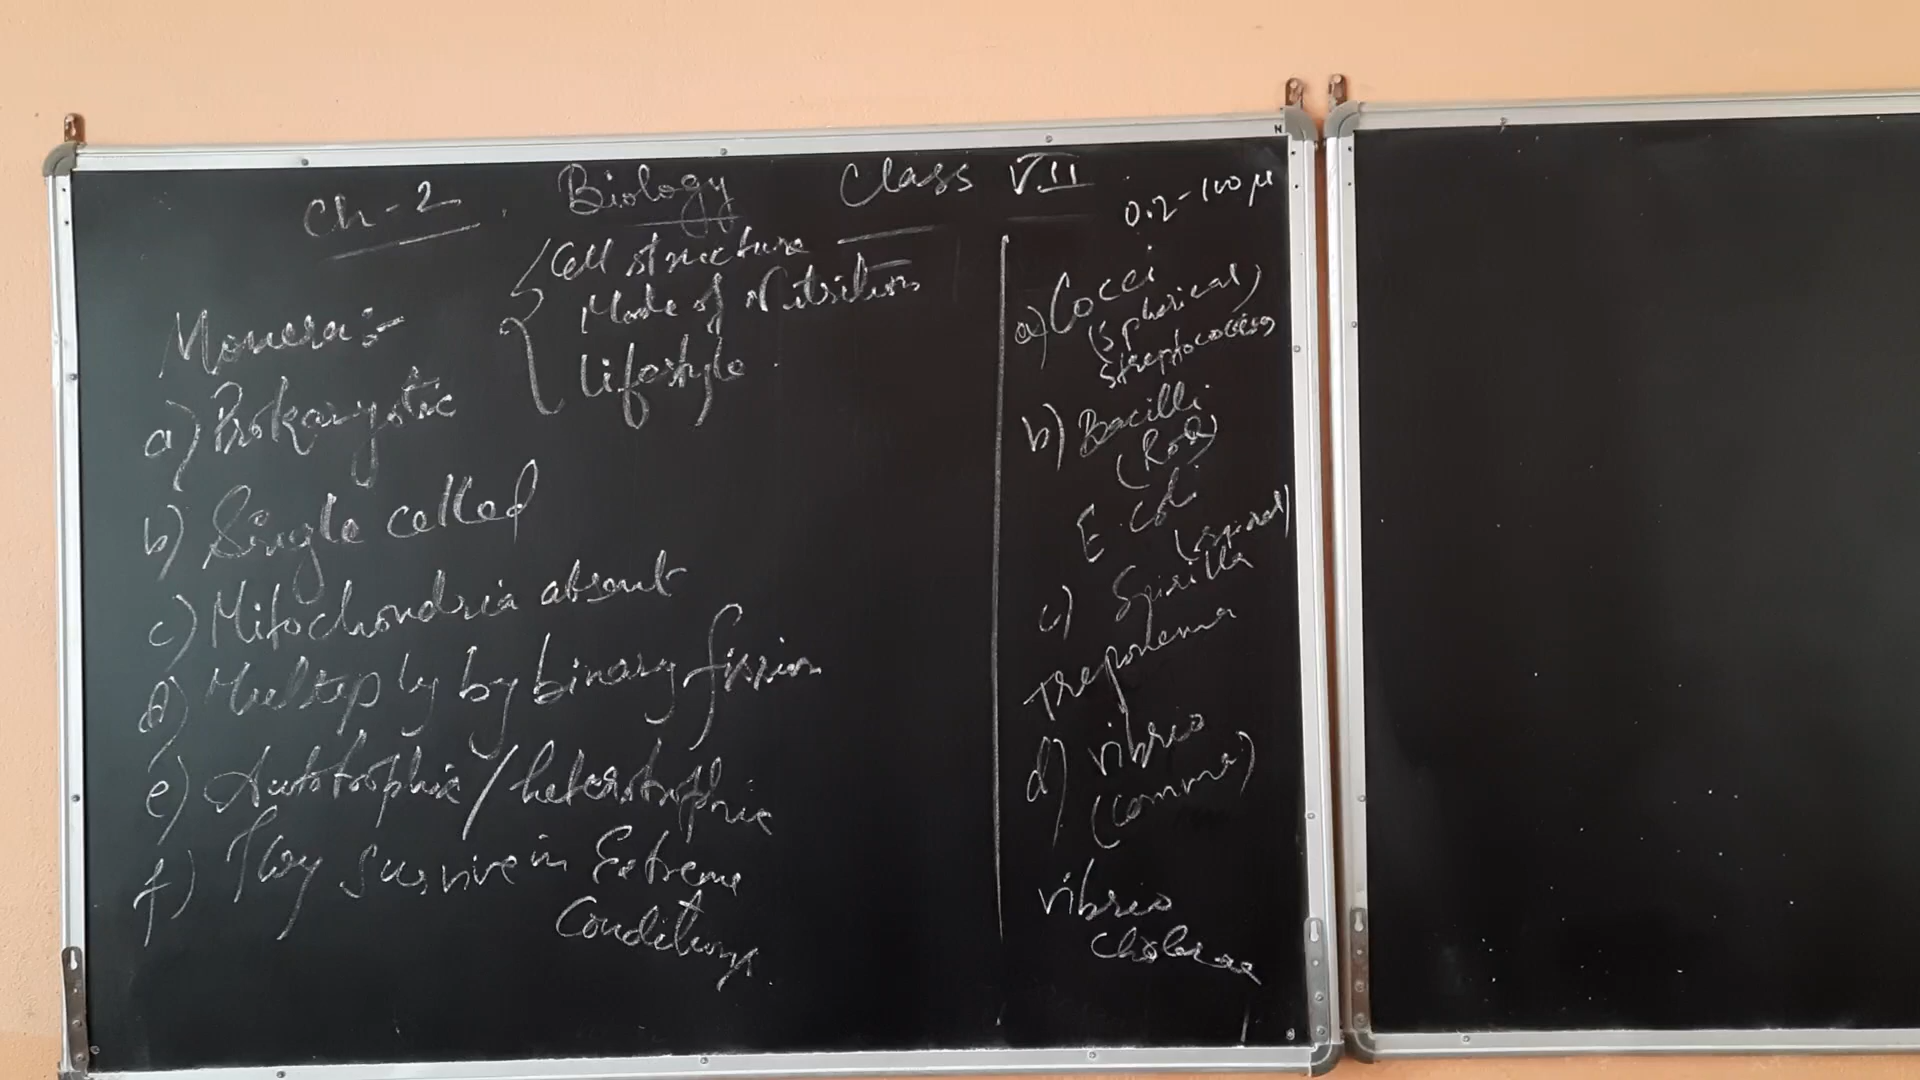 Ch-2. Biology Class VII
0.2-100 μ
Cell structure
Mode of Nutrition
Lifestyle
Monera:-
a) Prokaryotic
b) Single celled
c) Mitochondria absent
d) Multiply by binary fission
e) Autotrophic/heterotrophic
f) They survive in Extreme
Conditions
a) Cocci
(Spherical)
Streptococcus
b) Bacilli
(Rod)
E coli
(spiral)
c) Spirilla
Treponema
d) Vibrio
(comma)
vibrio
cholerae